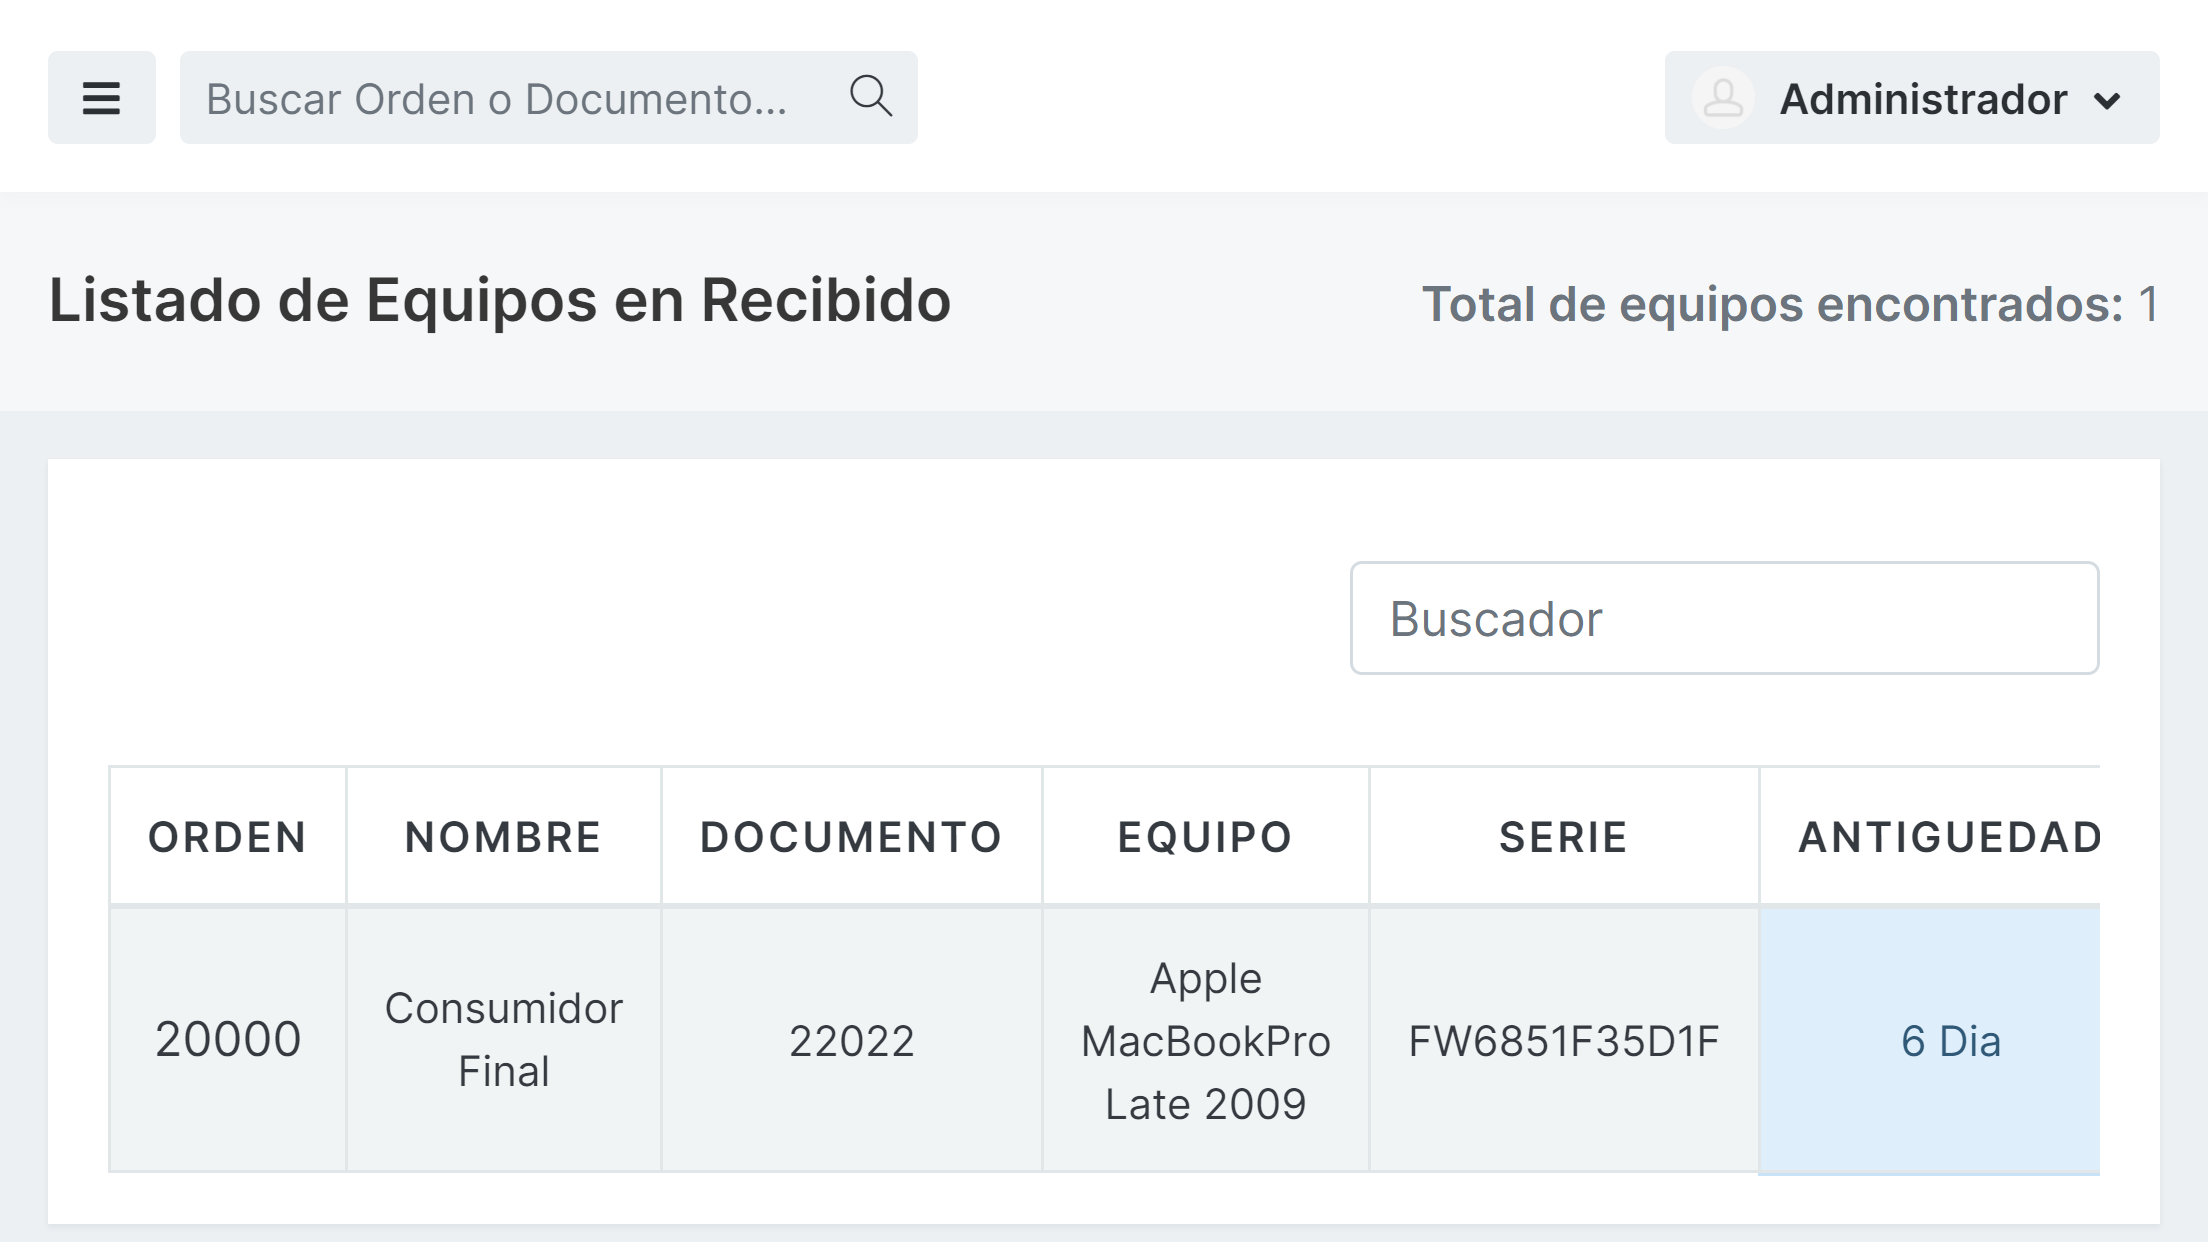 Buscar Orden o Documento...
Administrador
Listado de Equipos en Recibido
Total de equipos encontrados: 1
Buscador
ORDEN NOMBRE DOCUMENTO EQUIPO SERIE ANTIGUEDAD
20000 Consumidor Final 22022 Apple MacBookPro Late 2009 FW6851F35D1F 6 Dia